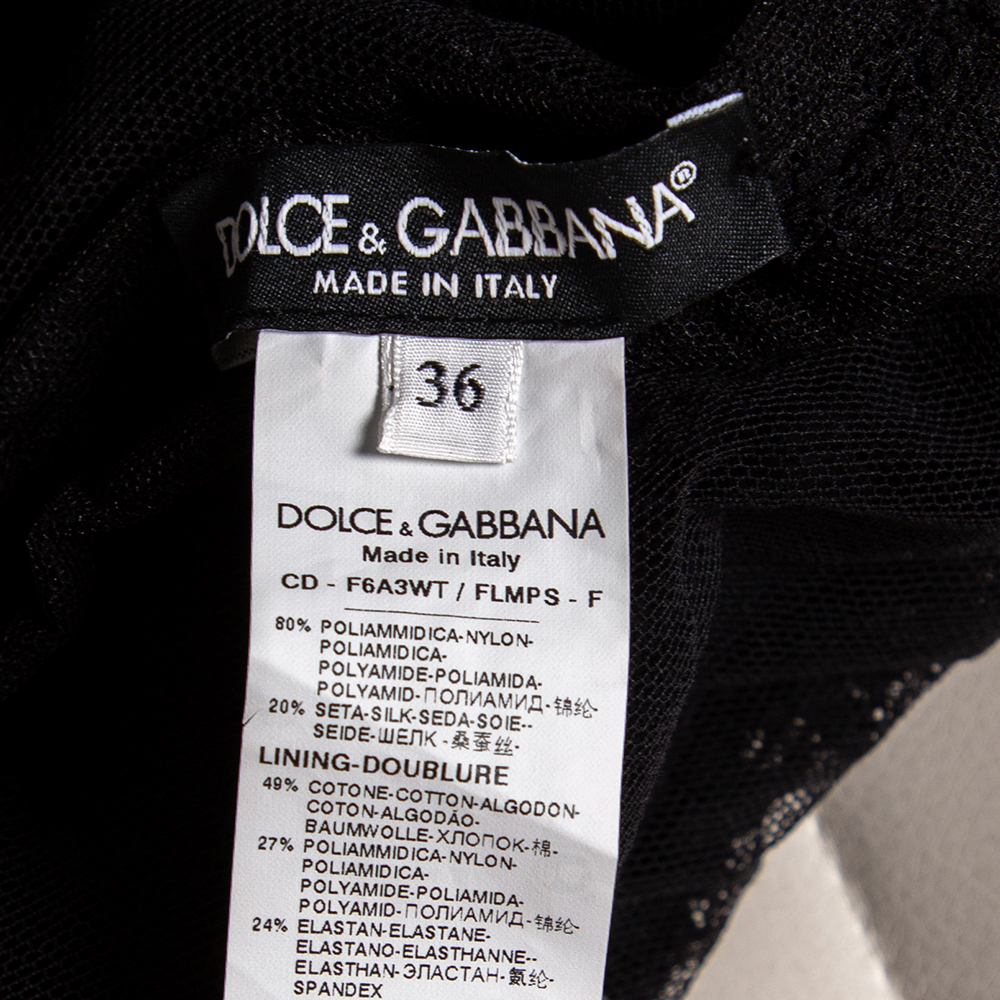 DOLCE & GABBANA®
MADE IN ITALY
36
DOLCE & GABBANA
Made in Italy
CD - F6A3WT / FLMPS - F
80% POLIAMMIDICA-NYLON-
POLIAMIDICA-
POLYAMIDE-POLIAMIDA-
POLYAMID-ПОЛИАМИД-锦纶-
20% SETA-SILK-SEDA-SOIE--
SEIDE-ШЕЛК -桑蚕丝-
LINING-DOUBLURE
49% COTONE-COTTON-ALGODON-
COTON-ALGODÃO-
BAUMWOLLE-ХЛОПОК-棉-
27% POLIAMMIDICA-NYLON-
POLIAMIDICA-
POLYAMIDE-POLIAMIDA-
POLYAMID-ПОЛИАМИД-锦纶-
24% ELASTAN-ELASTANE-
ELASTANO-ELASTHANNE--
ELASTHAN-ЭЛАСТАН-氨纶-
SPANDEX